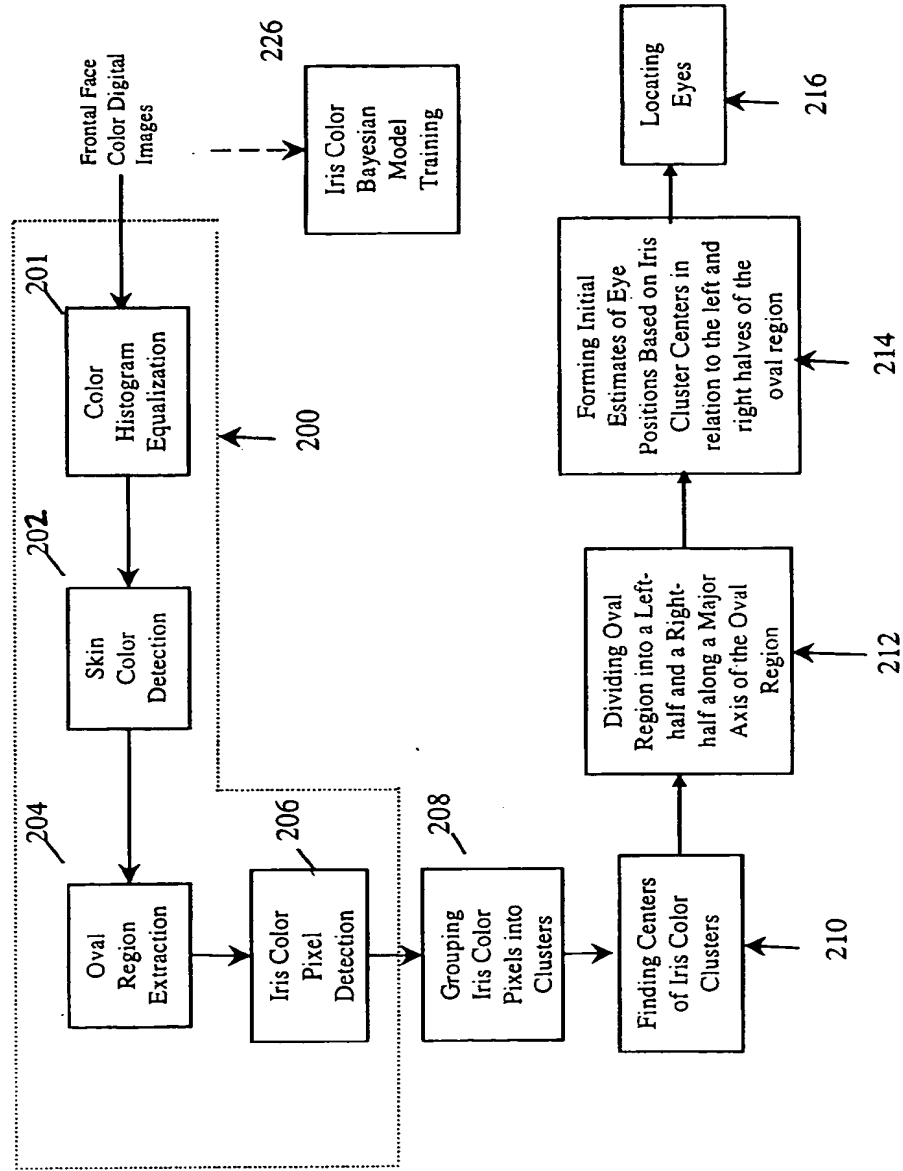 Frontal Face
Color Digital
Images
226
Iris Color
Bayesian
Model
Training
201
Color
Histogram
Equalization
200
202
Skin
Color
Detection
204
Oval
Region
Extraction
206
Iris Color
Pixel
Detection
208
Grouping
Iris Color
Pixels into
Clusters
Finding Centers
of Iris Color
Clusters
210
Dividing Oval
Region into a Left-
half and a Right-
half along a Major
Axis of the Oval
Region
212
Forming Initial
Estimates of Eye
Positions Based on Iris
Cluster Centers in
relation to the left and
right halves of the
oval region
214
Locating
Eyes
216